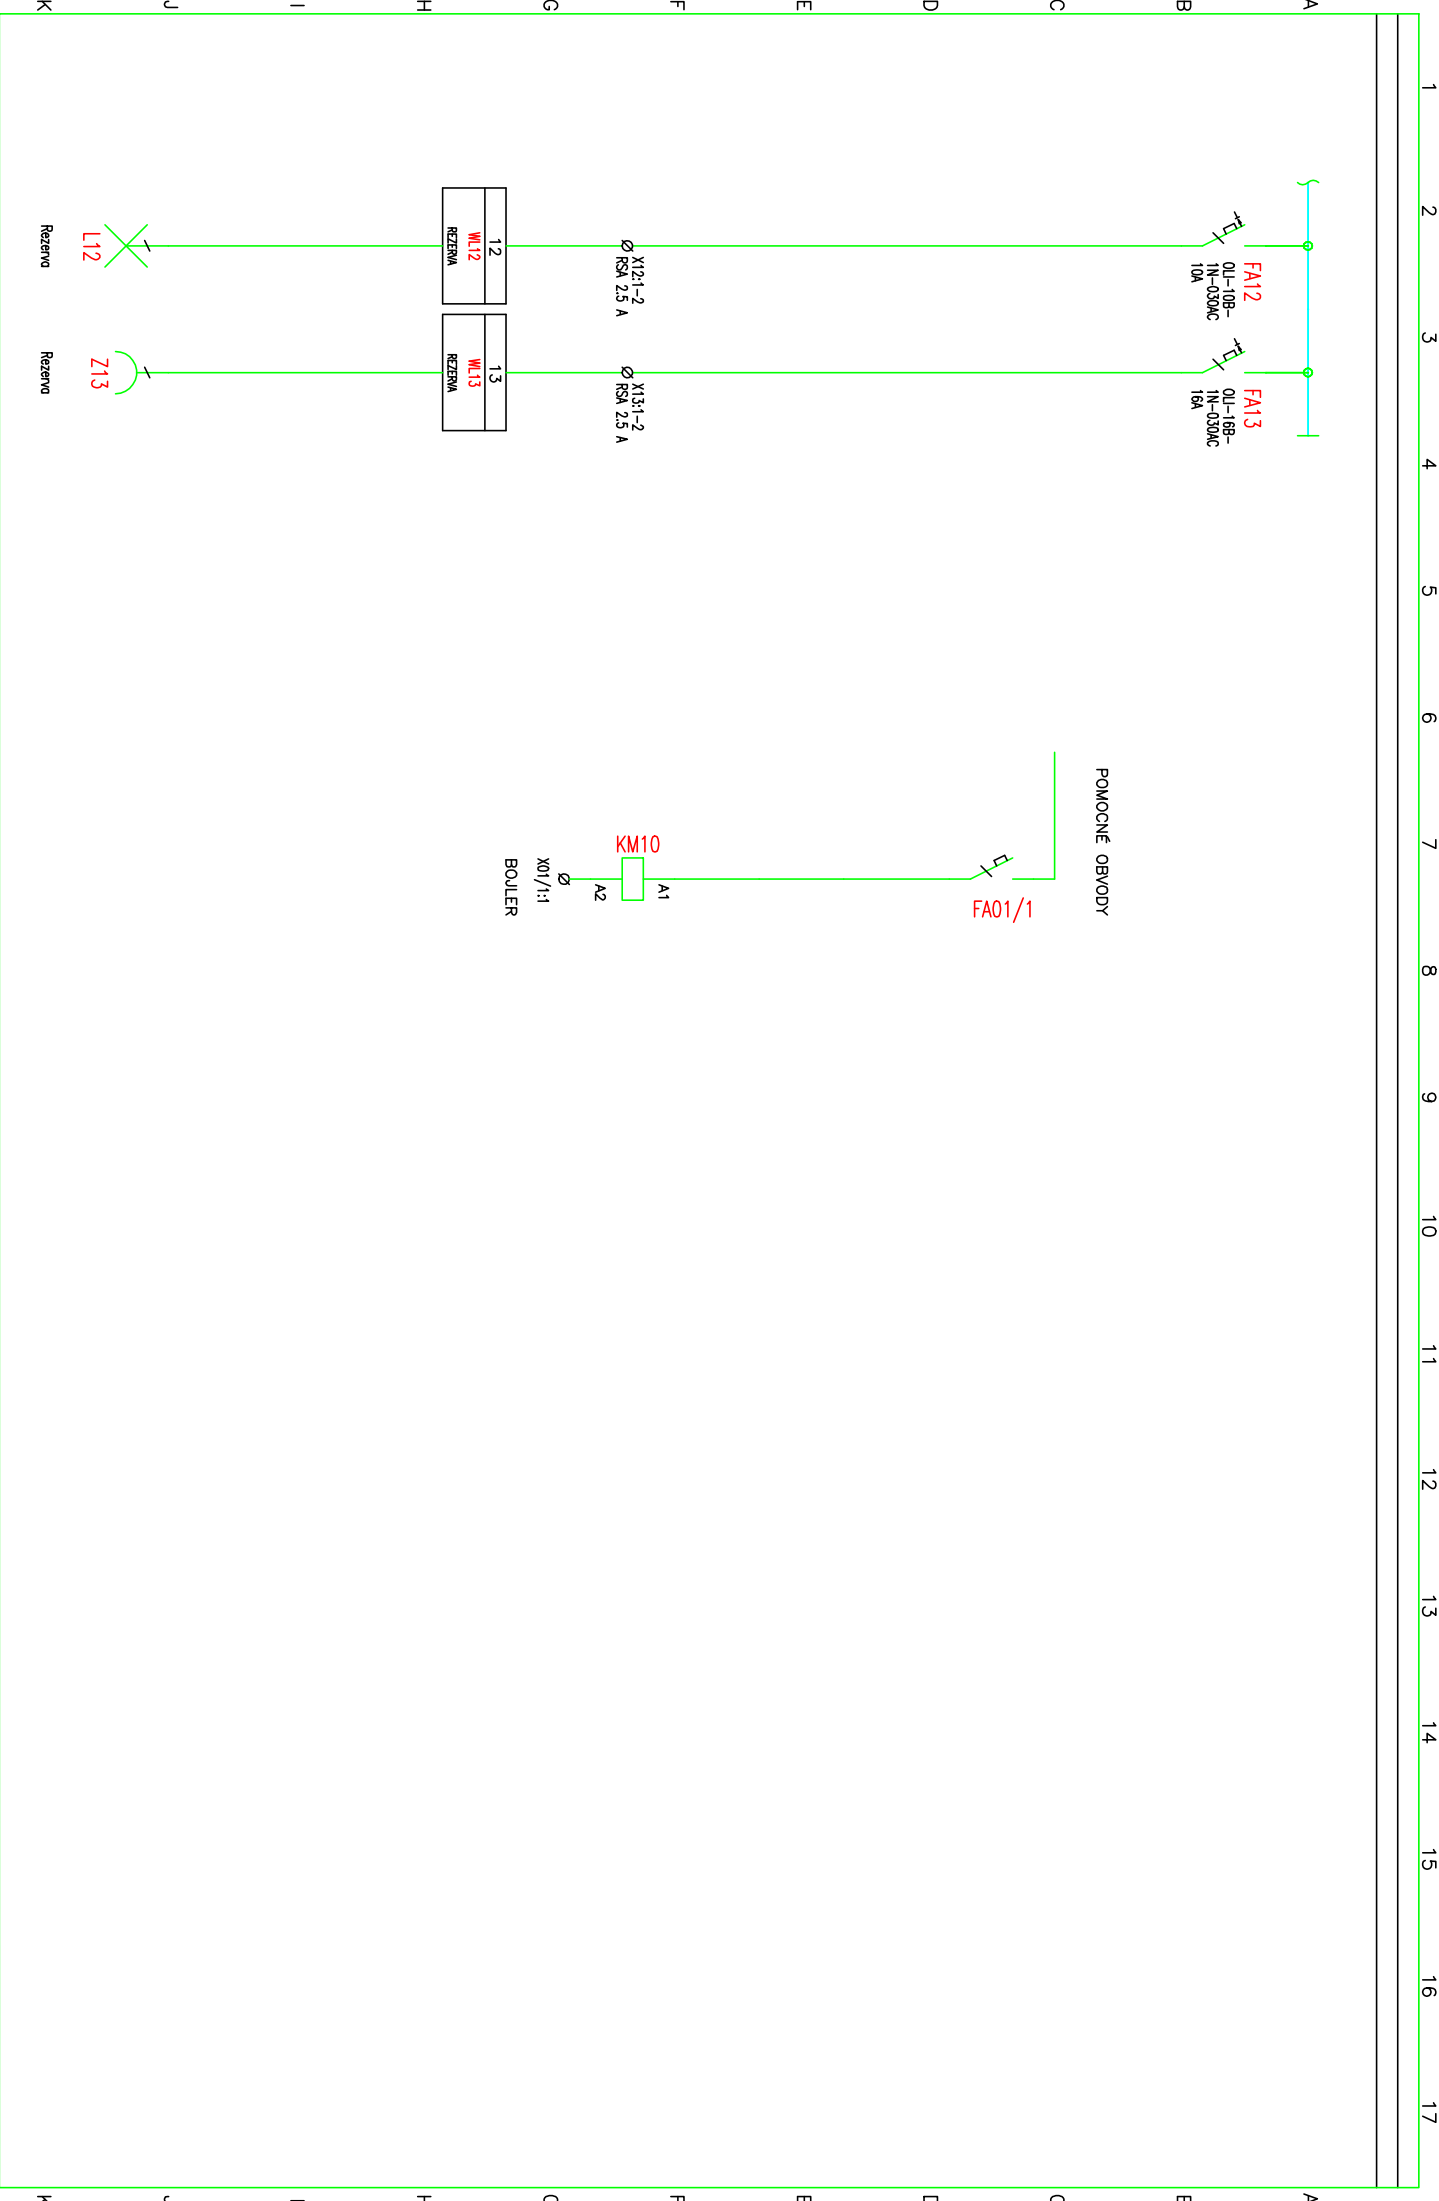 1
2
3
4
5
6
7
8
9
10
11
12
13
14
15
16
17
A
B
C
D
E
F
G
H
I
J
K
FA12
OLI-10B-
1N-030AC
10A
X12:1-2
RSA 2.5 A
12
WL12
REZERVA
L12
Rezerva
FA13
OLI-16B-
1N-030AC
16A
X13:1-2
RSA 2.5 A
13
WL13
REZERVA
Z13
Rezerva
POMOCNÉ OBVODY
FA01/1
A1
KM10
A2
X01/1:1
BOJLER